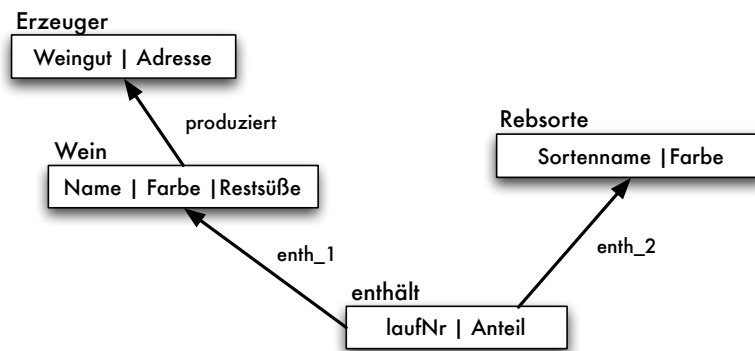 Erzeuger
Weingut | Adresse
produziert
Wein
Name | Farbe |Restsüße
Rebsorte
Sortenname |Farbe
enth_1
enth_2
enthält
laufNr | Anteil